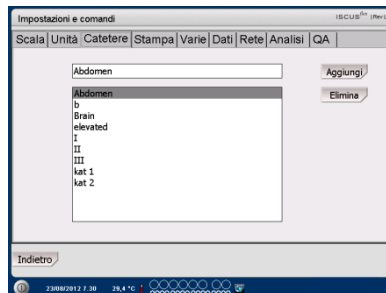 Impostazioni e comandi ISCUS
Scala Unità Catetere Stampa Varie Dati Rete Analisi QA
Abdomen Aggiungi
Abdomen Elimina
b
Brain
elevated
I
II
III
kat 1
kat 2
Indietro
23/08/2012 7.30 29,4 °C